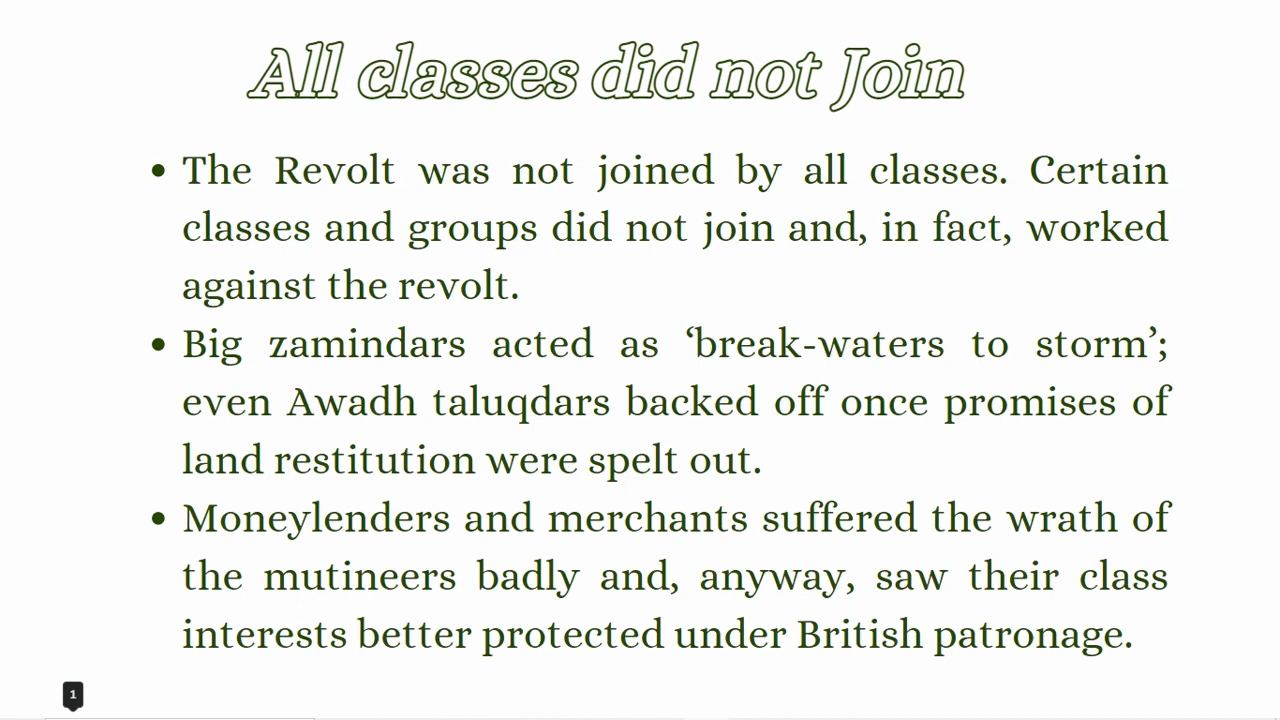 All classes did not Join
• The Revolt was not joined by all classes. Certain
classes and groups did not join and, in fact, worked
against the revolt.
• Big zamindars acted as ‘break-waters to storm’;
even Awadh taluqdars backed off once promises of
land restitution were spelt out.
• Moneylenders and merchants suffered the wrath of
the mutineers badly and, anyway, saw their class
interests better protected under British patronage.
1